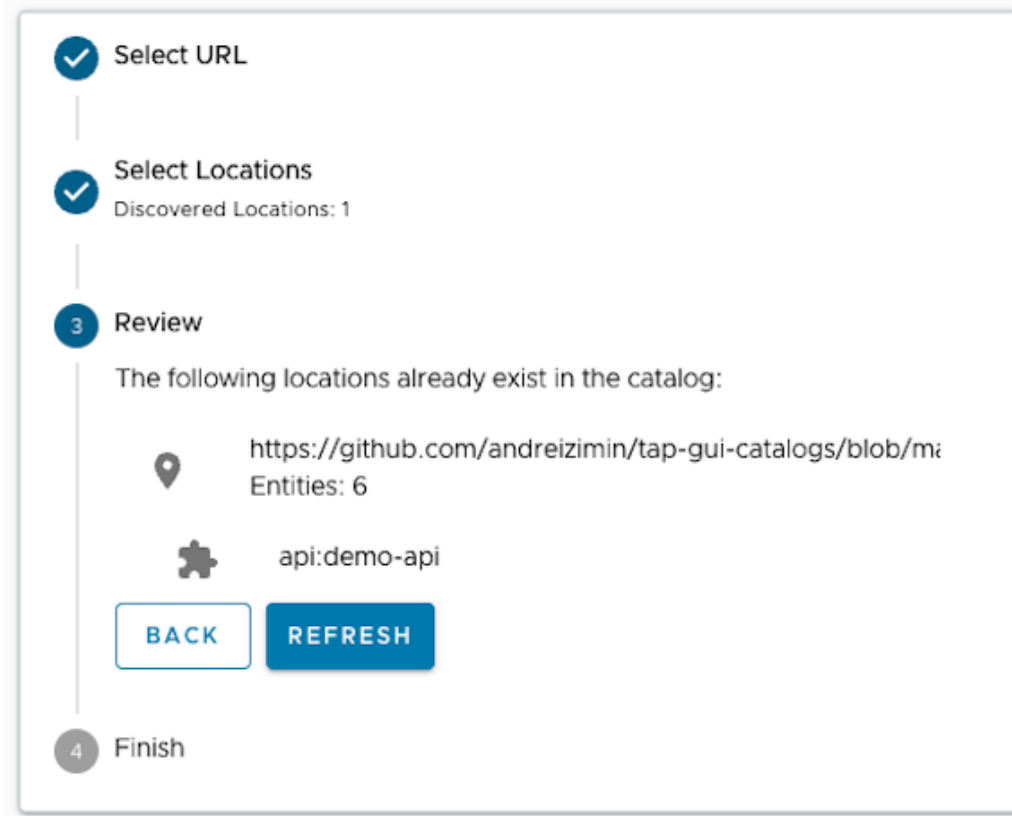 Select URL
Select Locations
Discovered Locations: 1
3
Review
The following locations already exist in the catalog:
https://github.com/andreizimin/tap-gui-catalogs/blob/ma
Entities: 6
api:demo-api
BACK
REFRESH
4
Finish